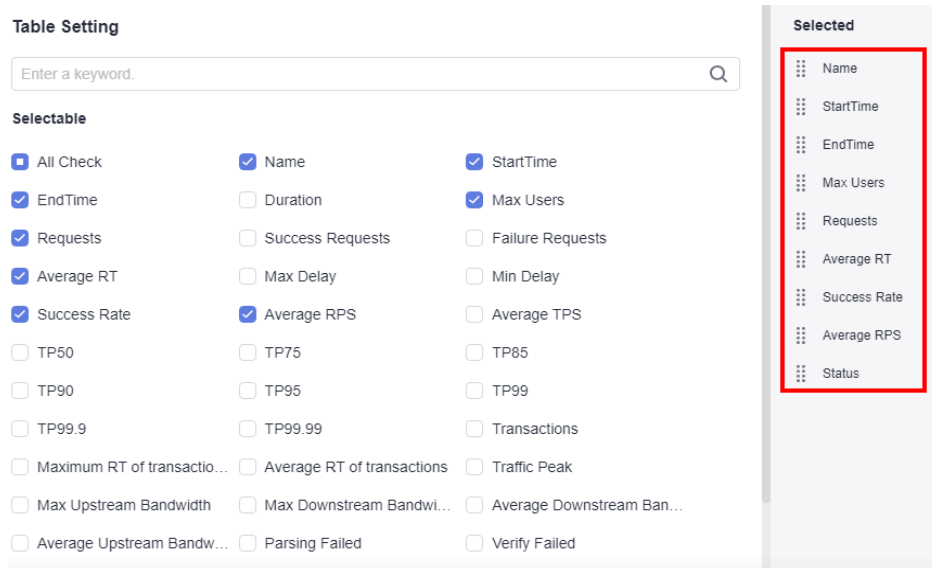 Table Setting
Enter a keyword.
Selectable
All Check Name StartTime
EndTime Duration Max Users
Requests Success Requests Failure Requests
Average RT Max Delay Min Delay
Success Rate Average RPS Average TPS
TP50 TP75 TP85
TP90 TP95 TP99
TP99.9 TP99.99 Transactions
Maximum RT of transactio... Average RT of transactions Traffic Peak
Max Upstream Bandwidth Max Downstream Bandwi... Average Downstream Ban...
Average Upstream Bandw... Parsing Failed Verify Failed
Selected
Name
StartTime
EndTime
Max Users
Requests
Average RT
Success Rate
Average RPS
Status